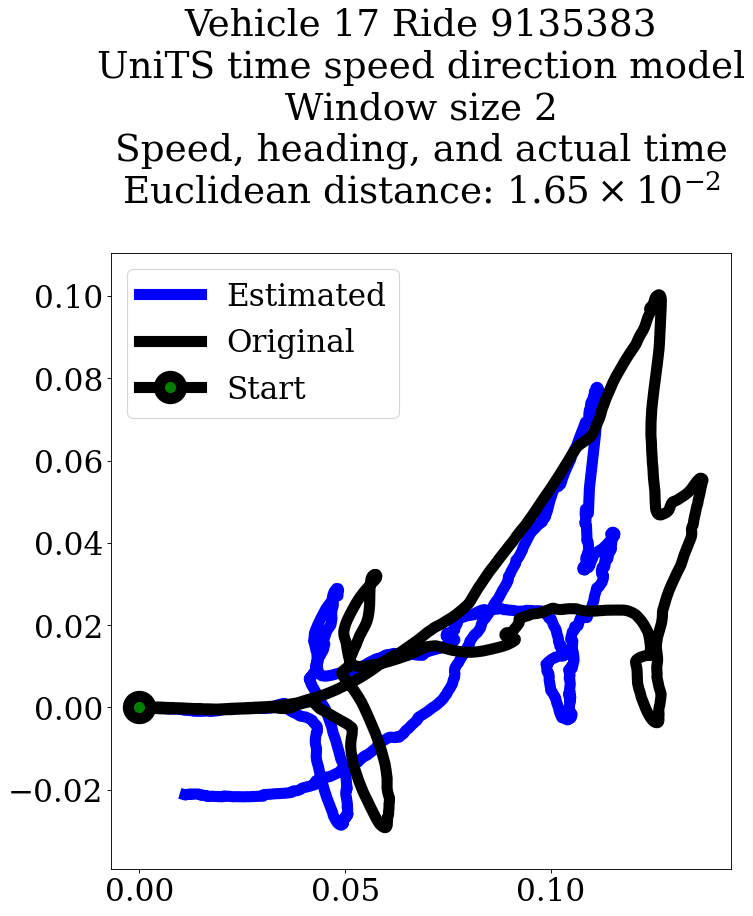 Vehicle 17 Ride 9135383
UniTS time speed direction model
Window size 2
Speed, heading, and actual time
Euclidean distance: 1.65 × 10⁻²
Estimated
Original
Start
0.10
0.08
0.06
0.04
0.02
0.00
−0.02
0.00 0.05 0.10